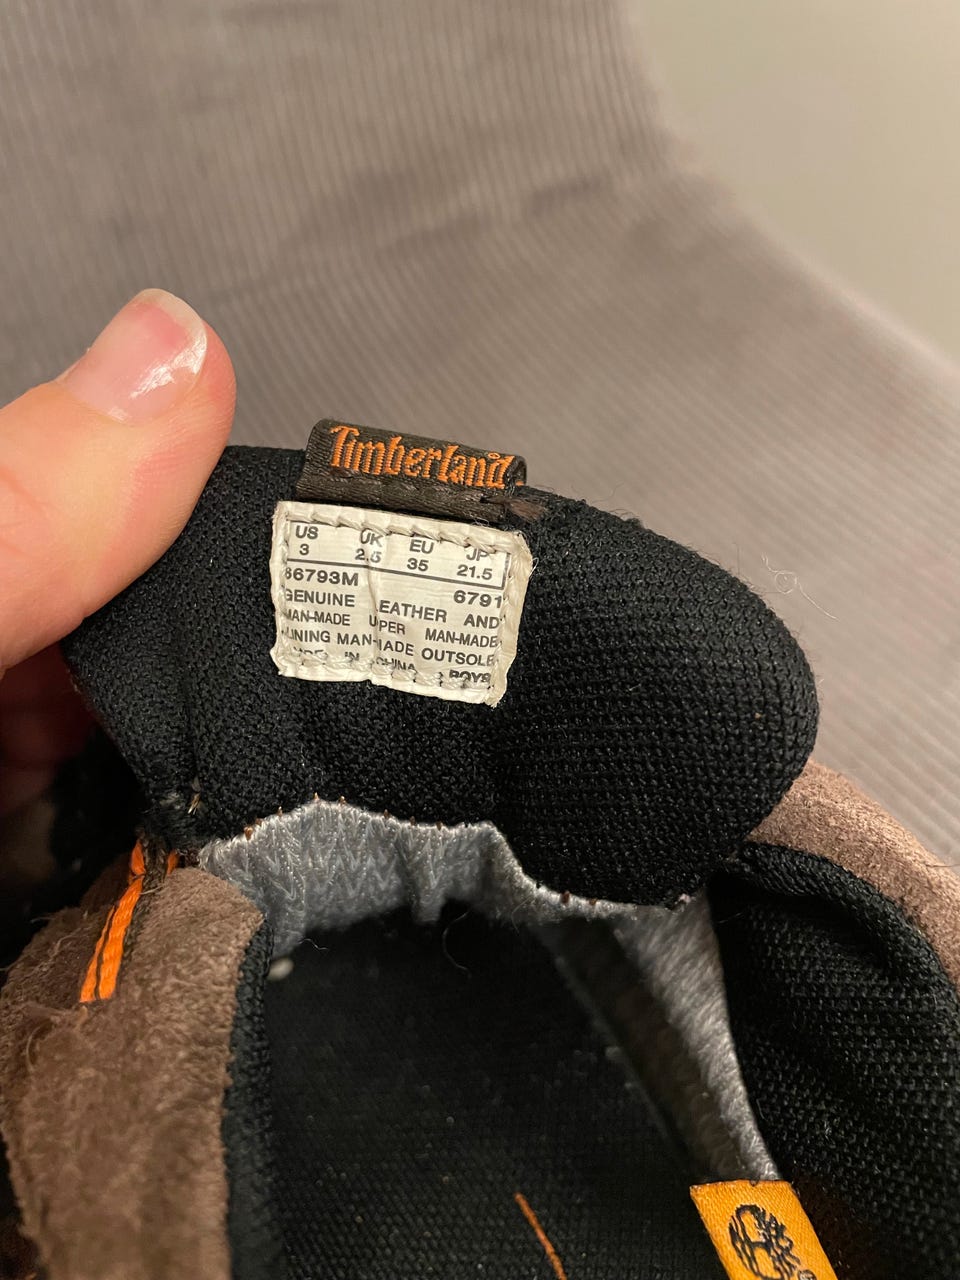 Timberland
US UK EU JP
3 2.5 35 21.5
86793M 6791
GENUINE LEATHER AND
MAN-MADE UPER MAN-MADE
LINING MAN-MADE OUTSOLE
MADE IN CHINA BOYS